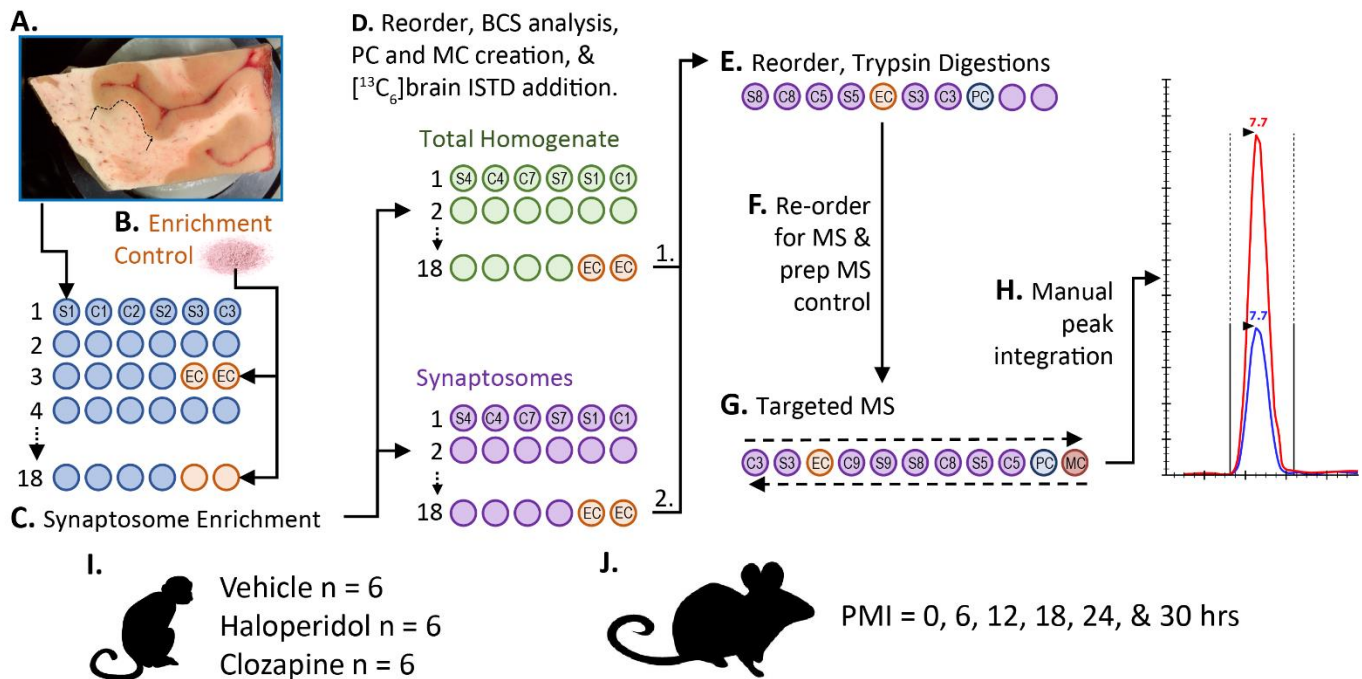 A.
B. Enrichment
Control
1 S1 C1 C2 S2 S3 C3
2
3 EC EC
4
18
C. Synaptosome Enrichment
D. Reorder, BCS analysis,
PC and MC creation, &
[¹³C₆]brain ISTD addition.
Total Homogenate
1 S4 C4 C7 S7 S1 C1
2
18 EC EC
1.
Synaptosomes
1 S4 C4 C7 S7 S1 C1
2
18 EC EC
2.
E. Reorder, Trypsin Digestions
S8 C8 C5 S5 EC S3 C3 PC
F. Re-order
for MS &
prep MS
control
G. Targeted MS
C3 S3 EC C9 S9 S8 C8 S5 C5 PC MC
H. Manual
peak
integration
7.7
7.7
I.
Vehicle n = 6
Haloperidol n = 6
Clozapine n = 6
J.
PMI = 0, 6, 12, 18, 24, & 30 hrs